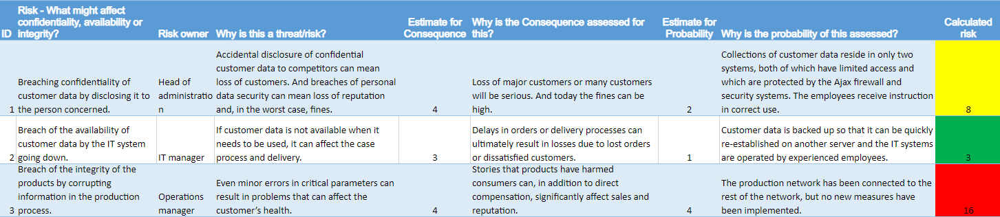 ID
Risk - What might affect
confidentiality, availability or
integrity?
Risk owner
Why is this a threat/risk?
Estimate for
Consequence
Why is the Consequence assessed for
this?
Estimate for
Probability
Why is the probability of this assessed?
Calculated
risk
1
Breaching confidentiality of
customer data by disclosing it to
the person concerned.
Head of
administratio
n
Accidental disclosure of confidential
customer data to competitors can mean
loss of customers. And breaches of personal
data security can mean loss of reputation
and, in the worst case, fines.
4
Loss of major customers or many customers
will be serious. And today the fines can be
high.
2
Collections of customer data reside in only two
systems, both of which have limited access and
which are protected by the Ajax firewall and
security systems. The employees receive instruction
in correct use.
8
2
Breach of the availability of
customer data by the IT system
going down.
IT manager
If customer data is not available when it
needs to be used, it can affect the case
process and delivery.
3
Delays in orders or delivery processes can
ultimately result in losses due to lost orders
or dissatisfied customers.
1
Customer data is backed up so that it can be quickly
re-established on another server and the IT systems
are operated by experienced employees.
3
3
Breach of the integrity of the
products by corrupting
information in the production
process.
Operations
manager
Even minor errors in critical parameters can
result in problems that can affect the
customer's health.
4
Stories that products have harmed
consumers can, in addition to direct
compensation, significantly affect sales and
reputation.
4
The production network has been connected to the
rest of the network, but no new measures have
been implemented.
16